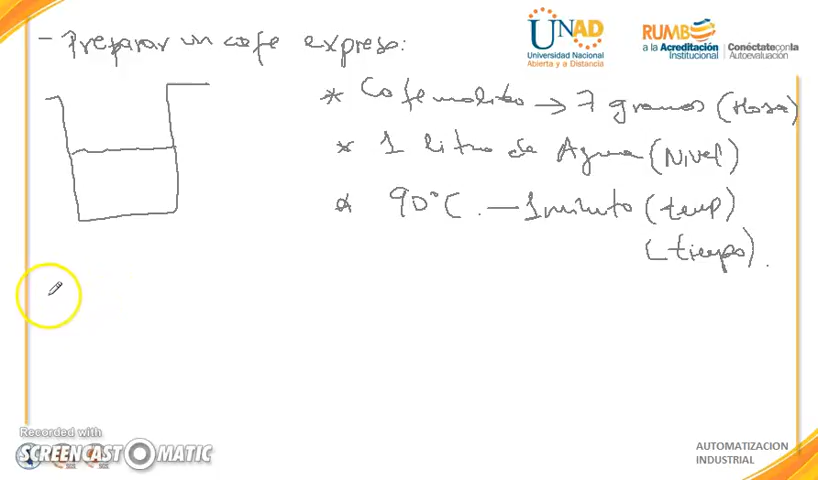 - Preparar un cafe expreso:
UNAD
Universidad Nacional
Abierta y a Distancia
RUMBO
a la Acreditación
Institucional
Conéctate con la
Autoevaluación
* Cafe molido → 7 gramos (Masa)
* 1 litro de Agua (Nivel)
* 90°C. — 1 minuto (temp)
(tiempo).
Recorded with
SCREENCAST MATIC
AUTOMATIZACION
INDUSTRIAL